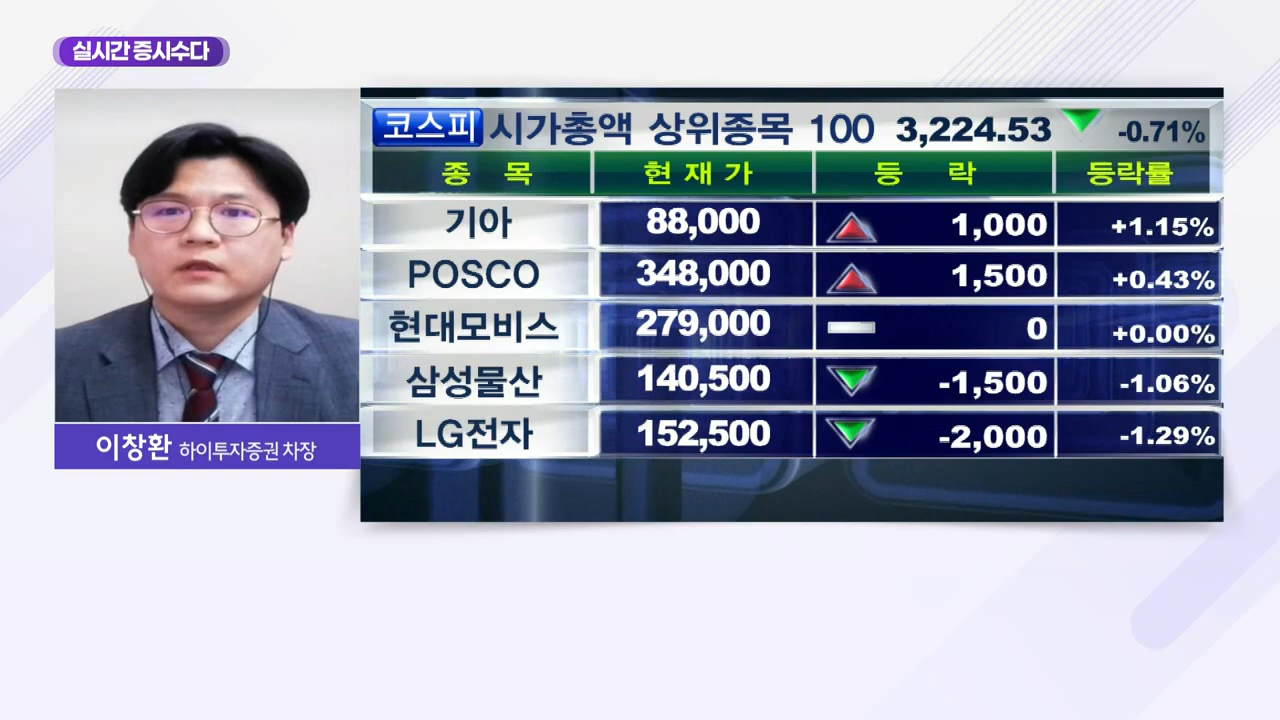 실시간 증시수다
코스피 시가총액 상위종목 100 3,224.53 -0.71%
종 목 현 재 가 등 락 등락률
기아 88,000 1,000 +1.15%
POSCO 348,000 1,500 +0.43%
현대모비스 279,000 0 +0.00%
삼성물산 140,500 -1,500 -1.06%
LG전자 152,500 -2,000 -1.29%
이창환 하이투자증권 차장